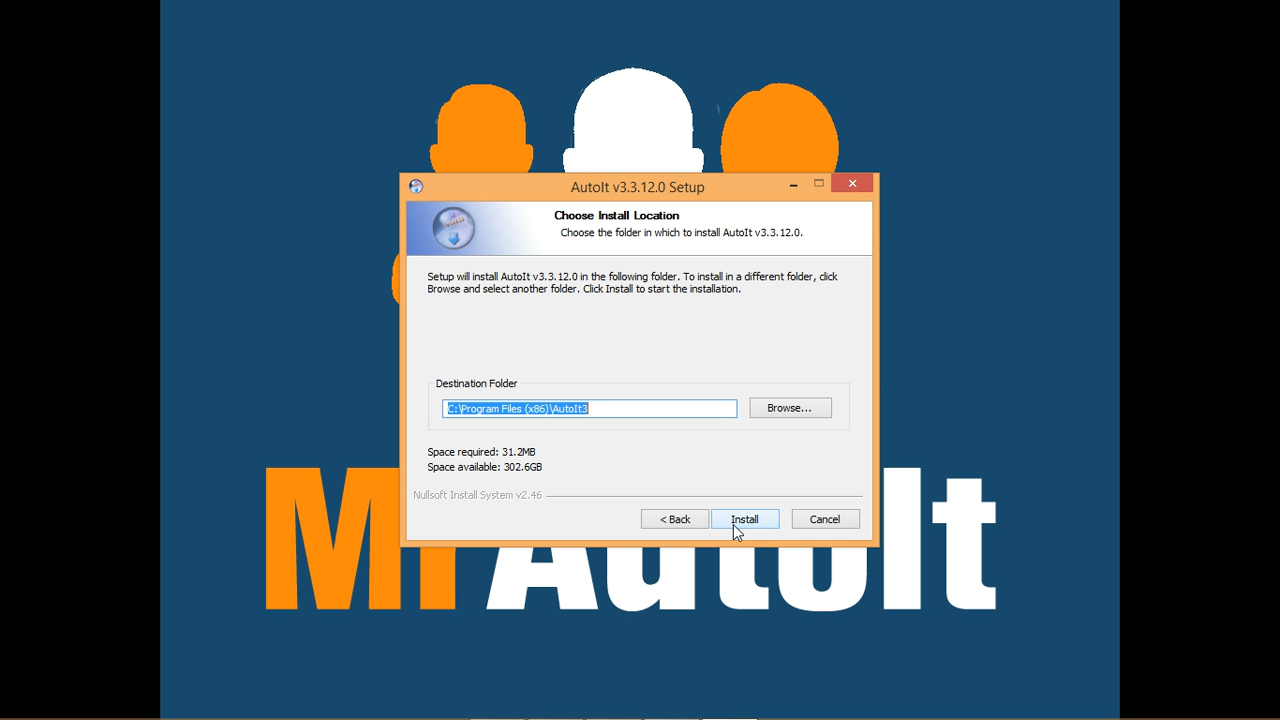 AutoIt v3.3.12.0 Setup
Choose Install Location
Choose the folder in which to install AutoIt v3.3.12.0.
Setup will install AutoIt v3.3.12.0 in the following folder. To install in a different folder, click
Browse and select another folder. Click Install to start the installation.
Destination Folder
C:\Program Files (x86)\AutoIt3
Browse...
Space required: 31.2MB
Space available: 302.6GB
Nullsoft Install System v2.46
< Back
Install
Cancel
MrAutoIt